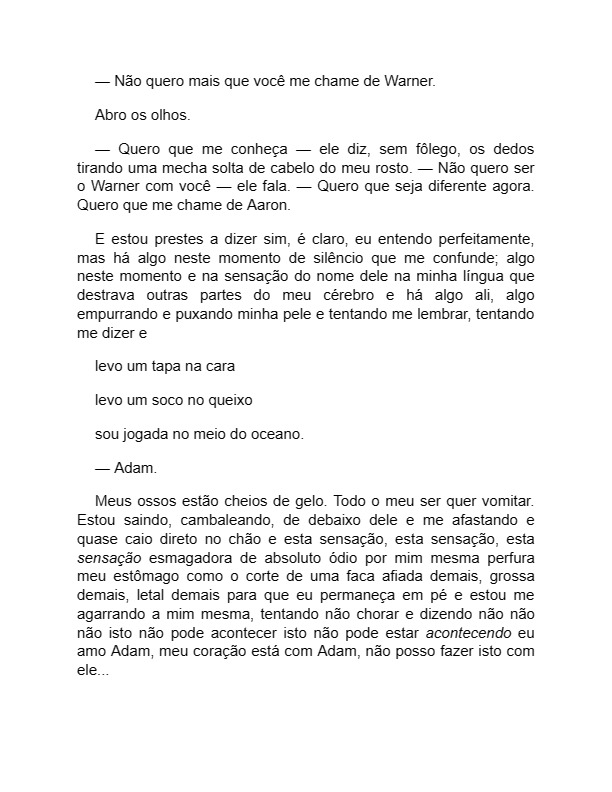 — Não quero mais que você me chame de Warner.
Abro os olhos.
— Quero que me conheça — ele diz, sem fôlego, os dedos
tirando uma mecha solta de cabelo do meu rosto. — Não quero ser
o Warner com você — ele fala. — Quero que seja diferente agora.
Quero que me chame de Aaron.
E estou prestes a dizer sim, é claro, eu entendo perfeitamente,
mas há algo neste momento de silêncio que me confunde; algo
neste momento e na sensação do nome dele na minha língua que
destrava outras partes do meu cérebro e há algo ali, algo
empurrando e puxando minha pele e tentando me lembrar, tentando
me dizer e
levo um tapa na cara
levo um soco no queixo
sou jogada no meio do oceano.
— Adam.
Meus ossos estão cheios de gelo. Todo o meu ser quer vomitar.
Estou saindo, cambaleando, de debaixo dele e me afastando e
quase caio direto no chão e esta sensação, esta sensação, esta
sensação esmagadora de absoluto ódio por mim mesma perfura
meu estômago como o corte de uma faca afiada demais, grossa
demais, letal demais para que eu permaneça em pé e estou me
agarrando a mim mesma, tentando não chorar e dizendo não não
não isto não pode acontecer isto não pode estar acontecendo eu
amo Adam, meu coração está com Adam, não posso fazer isto com
ele...